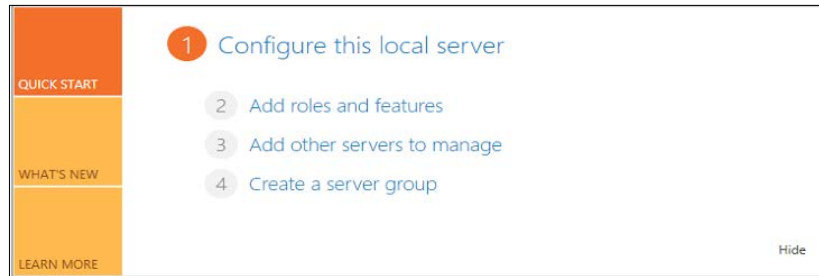 1 Configure this local server
QUICK START
2 Add roles and features
3 Add other servers to manage
WHAT'S NEW
4 Create a server group
Hide
LEARN MORE